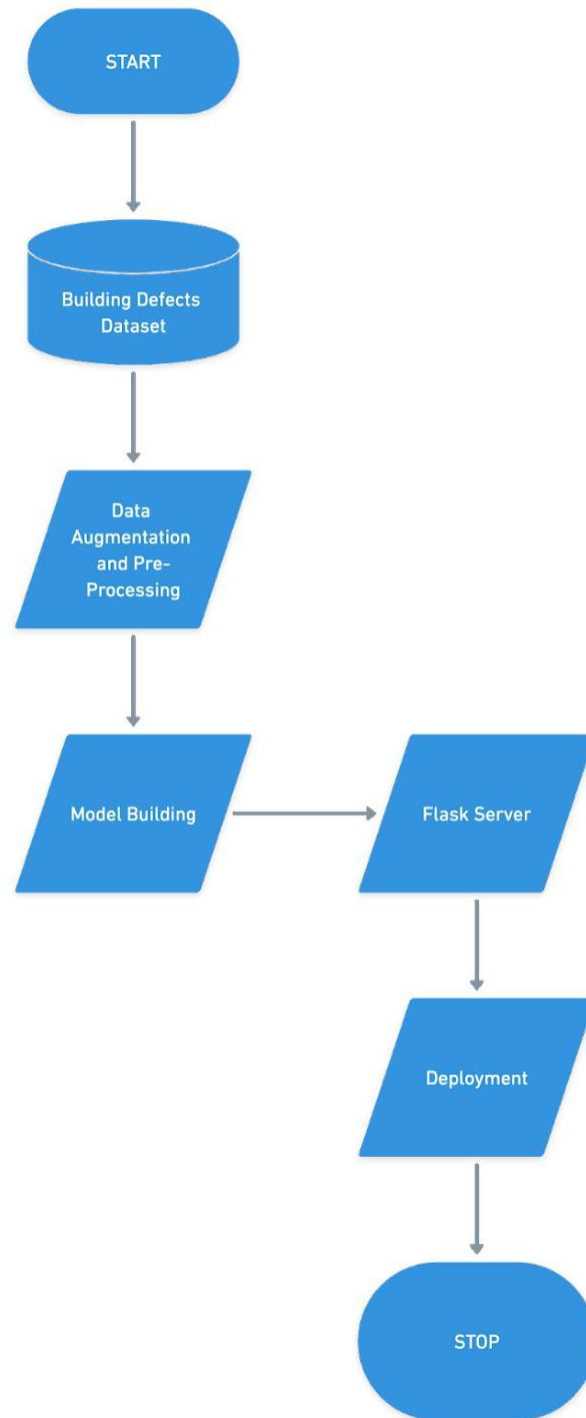 START
Building Defects
Dataset
Data
Augmentation
and Pre-
Processing
Model Building
Flask Server
Deployment
STOP